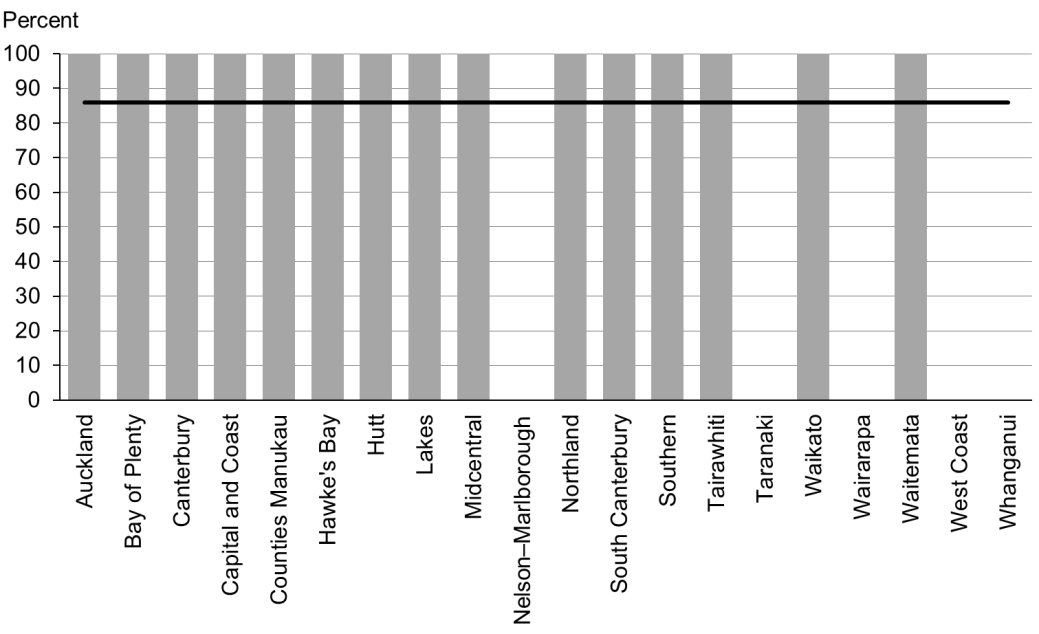 Percent
100
90
80
70
60
50
40
30
20
10
0
Auckland
Bay of Plenty
Canterbury
Capital and Coast
Counties Manukau
Hawke's Bay
Hutt
Lakes
Midcentral
Nelson–Marlborough
Northland
South Canterbury
Southern
Tairawhiti
Taranaki
Waikato
Wairarapa
Waitemata
West Coast
Whanganui